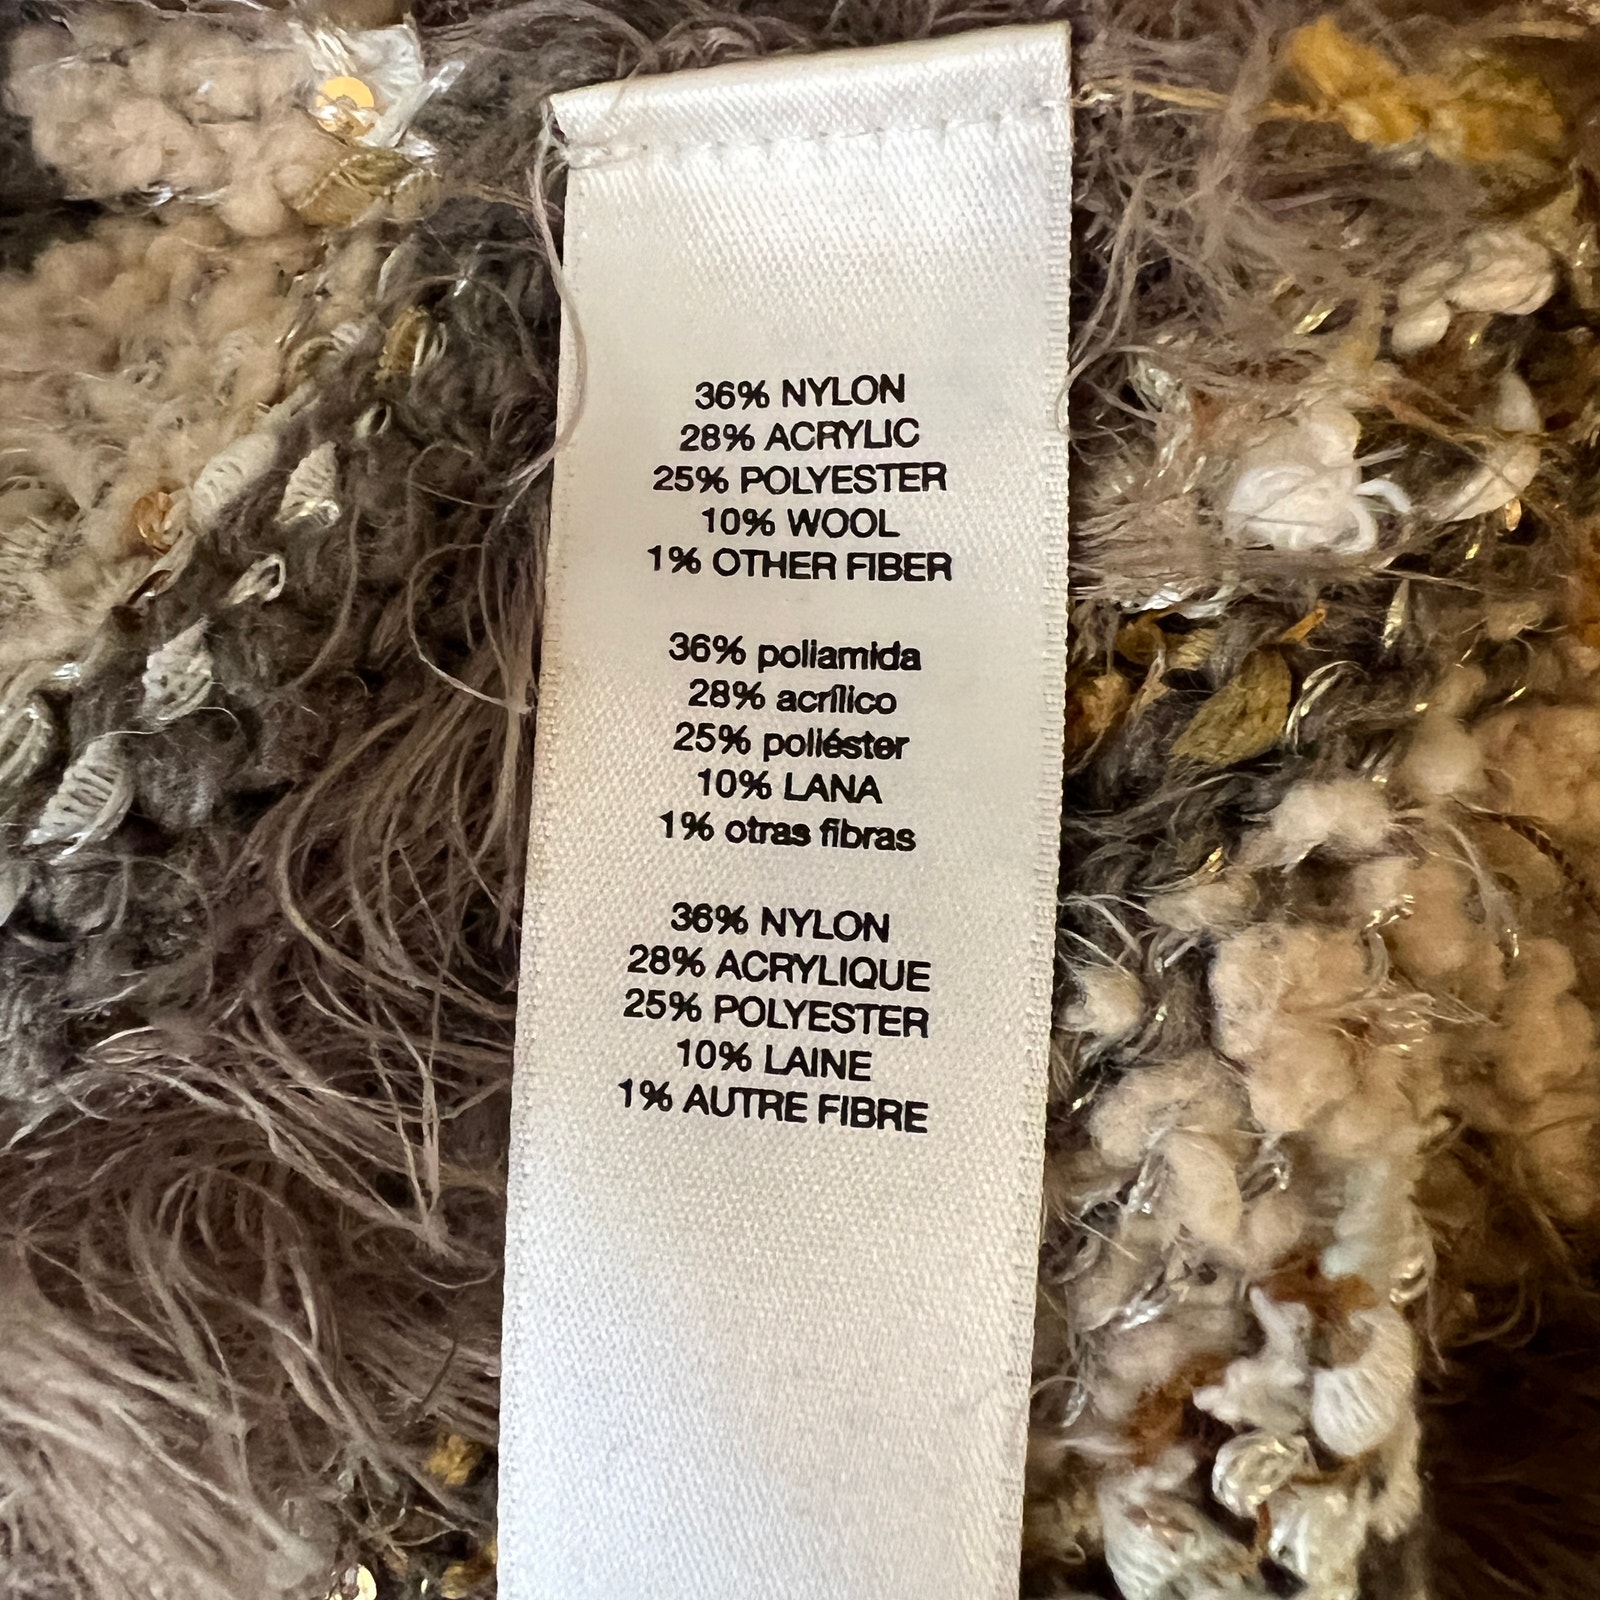 36% NYLON
28% ACRYLIC
25% POLYESTER
10% WOOL
1% OTHER FIBER
36% poliamida
28% acrílico
25% poliéster
10% LANA
1% otras fibras
36% NYLON
28% ACRYLIQUE
25% POLYESTER
10% LAINE
1% AUTRE FIBRE